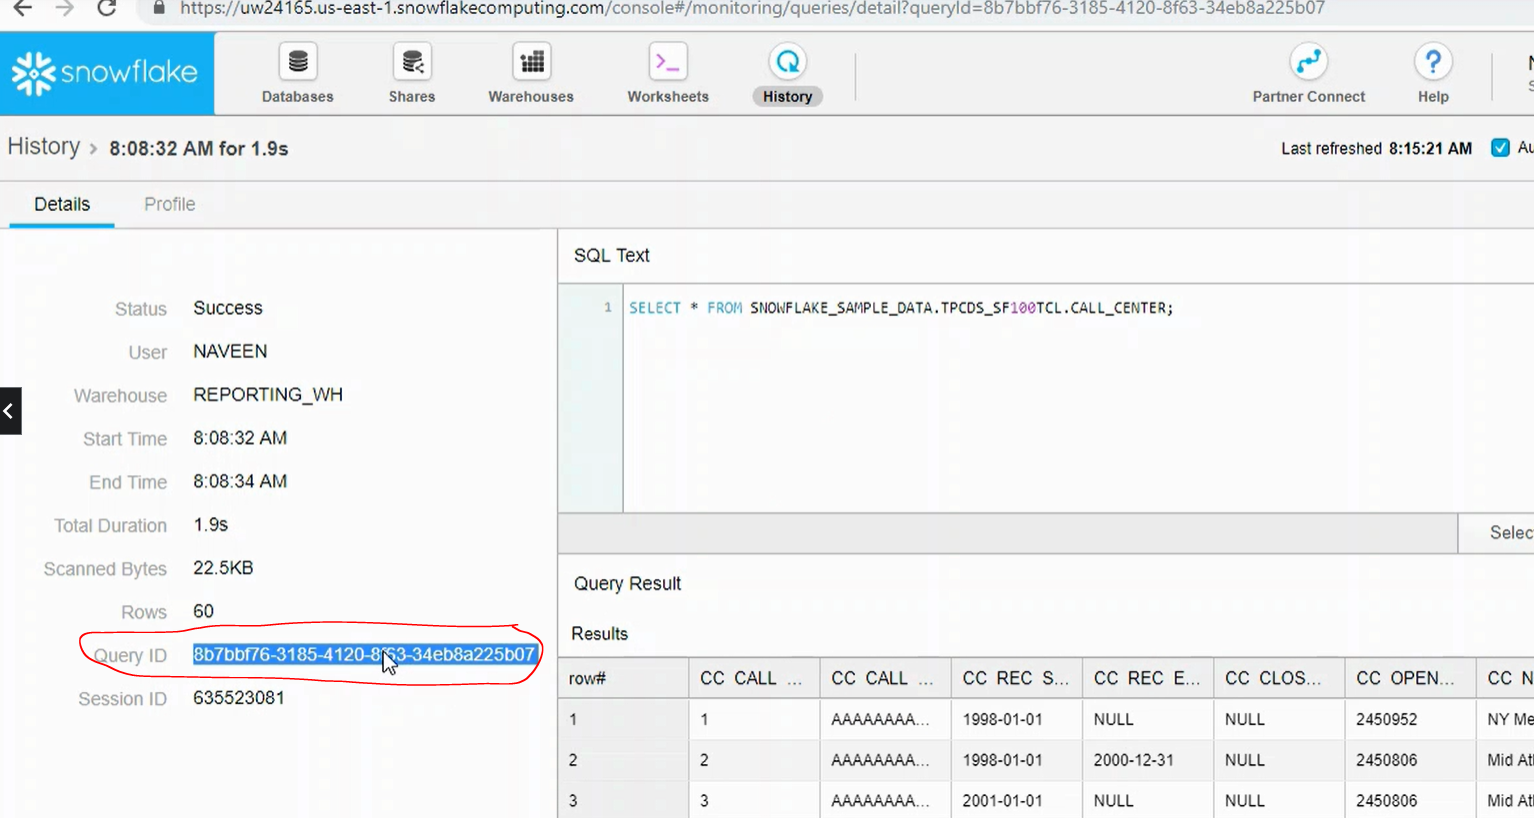 https://uw24165.us-east-1.snowflakecomputing.com/console#/monitoring/queries/detail?queryId=8b7bbf76-3185-4120-8f63-34eb8a225b07
snowflake
Databases
Shares
Warehouses
Worksheets
History
Partner Connect
Help
History > 8:08:32 AM for 1.9s
Last refreshed 8:15:21 AM
Details Profile
Status Success
User NAVEEN
Warehouse REPORTING_WH
Start Time 8:08:32 AM
End Time 8:08:34 AM
Total Duration 1.9s
Scanned Bytes 22.5KB
Rows 60
Query ID 8b7bbf76-3185-4120-8f63-34eb8a225b07
Session ID 635523081
SQL Text
1 SELECT * FROM SNOWFLAKE_SAMPLE_DATA.TPCDS_SF100TCL.CALL_CENTER;
Selec
Query Result
Results
row# CC CALL ... CC CALL ... CC REC S... CC REC E... CC CLOS... CC OPEN... CC N
1 1 AAAAAAAA... 1998-01-01 NULL NULL 2450952 NY Me
2 2 AAAAAAAA... 1998-01-01 2000-12-31 NULL 2450806 Mid Atl
3 3 AAAAAAAA... 2001-01-01 NULL NULL 2450806 Mid Atl